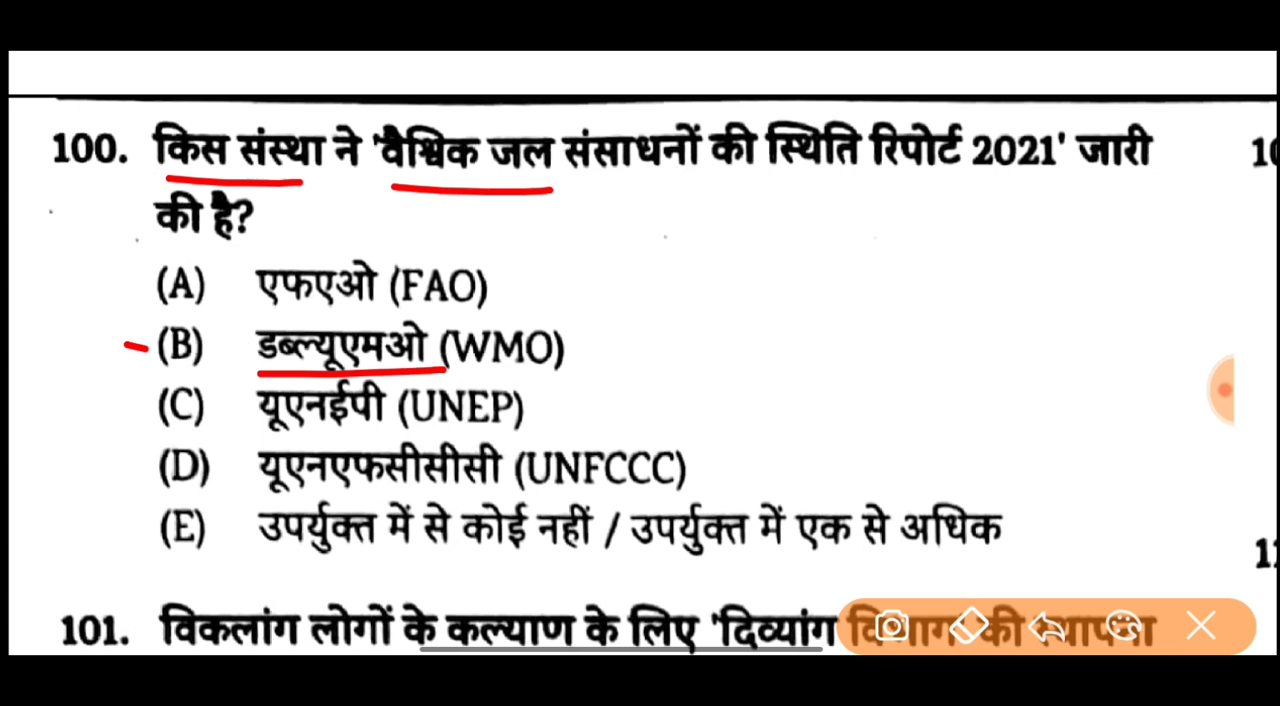 100. किस संस्था ने 'वैश्विक जल संसाधनों की स्थिति रिपोर्ट 2021' जारी
की है?
(A) एफएओ (FAO)
(B) डब्ल्यूएमओ (WMO)
(C) यूएनईपी (UNEP)
(D) यूएनएफसीसीसी (UNFCCC)
(E) उपर्युक्त में से कोई नहीं / उपर्युक्त में एक से अधिक
101. विकलांग लोगों के कल्याण के लिए 'दिव्यांग